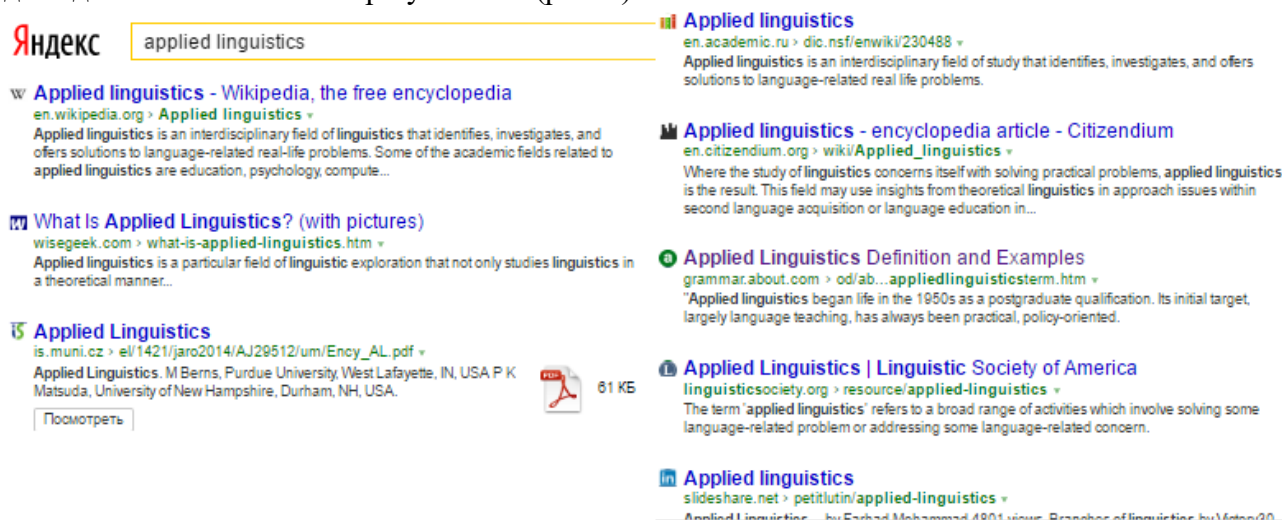 Яндекс
applied linguistics
Applied linguistics - Wikipedia, the free encyclopedia
en.wikipedia.org › Applied linguistics
Applied linguistics is an interdisciplinary field of linguistics that identifies, investigates, and
offers solutions to language-related real-life problems. Some of the academic fields related to
applied linguistics are education, psychology, compute...
What Is Applied Linguistics? (with pictures)
wisegeek.com › what-is-applied-linguistics.htm
Applied linguistics is a particular field of linguistic exploration that not only studies linguistics in
a theoretical manner...
Applied Linguistics
is.muni.cz › el/1421/jaro2014/AJ29512/um/Ency_AL.pdf
Applied Linguistics. M Berns, Purdue University, West Lafayette, IN, USA P K
Matsuda, University of New Hampshire, Durham, NH, USA.
PDF
61 КБ
Посмотреть
Applied linguistics
en.academic.ru › dic.nsf/enwiki/230488
Applied linguistics is an interdisciplinary field of study that identifies, investigates, and offers
solutions to language-related real life problems.
Applied linguistics - encyclopedia article - Citizendium
en.citizendium.org › wiki/Applied_linguistics
Where the study of linguistics concerns itself with solving practical problems, applied linguistics
is the result. This field may use insights from theoretical linguistics in approach issues within
second language acquisition or language education in...
Applied Linguistics Definition and Examples
grammar.about.com › od/ab...appliedlinguisticsterm.htm
"Applied linguistics began life in the 1950s as a postgraduate qualification. Its initial target,
largely language teaching, has always been practical, policy-oriented.
Applied Linguistics | Linguistic Society of America
linguisticsociety.org › resource/applied-linguistics
The term 'applied linguistics' refers to a broad range of activities which involve solving some
language-related problem or addressing some language-related concern.
Applied linguistics
slideshare.net › petitlutin/applied-linguistics
Applied Linguistics... by Farhad Mohammad 4801 views. Branches of linguistics by